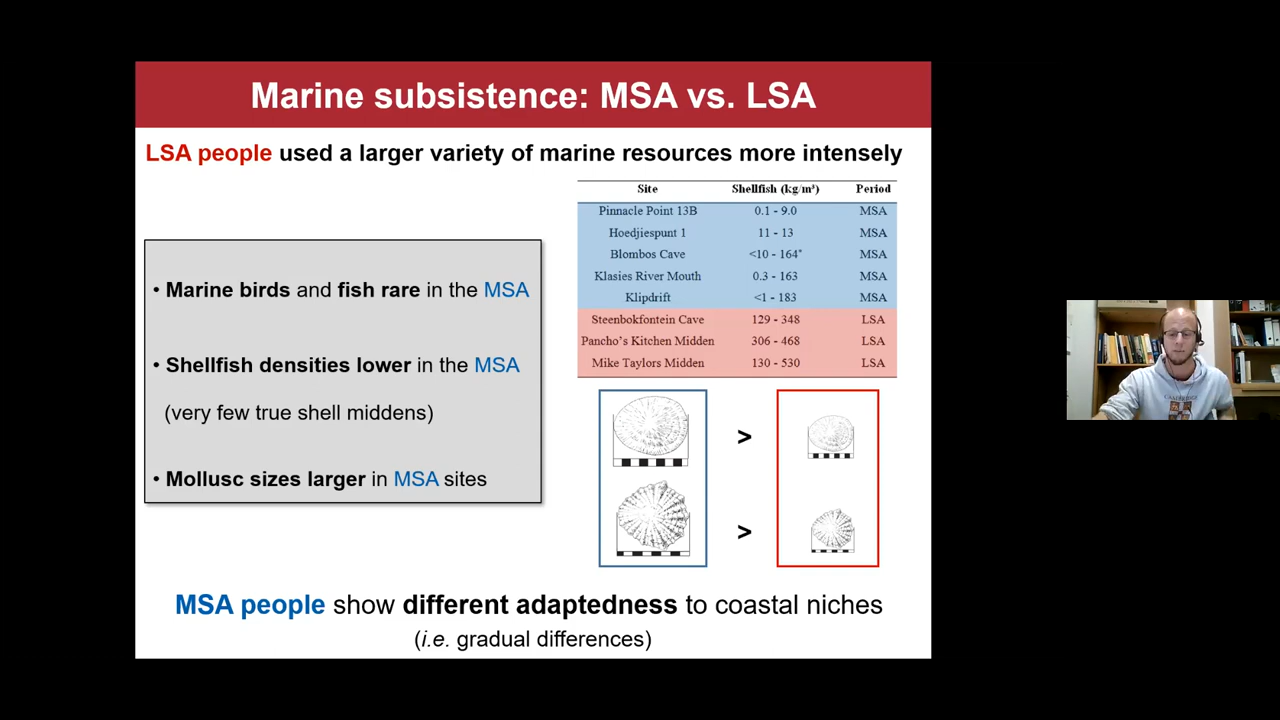 Marine subsistence: MSA vs. LSA
LSA people used a larger variety of marine resources more intensely
• Marine birds and fish rare in the MSA
• Shellfish densities lower in the MSA
(very few true shell middens)
• Mollusc sizes larger in MSA sites
Site Shellfish (kg/m³) Period
Pinnacle Point 13B 0.1 - 9.0 MSA
Hoedjiespunt 1 11 - 13 MSA
Blombos Cave <10 - 164* MSA
Klasies River Mouth 0.3 - 163 MSA
Klipdrift <1 - 183 MSA
Steenbokfontein Cave 129 - 348 LSA
Pancho's Kitchen Midden 306 - 468 LSA
Mike Taylors Midden 130 - 530 LSA
>
>
MSA people show different adaptedness to coastal niches
(i.e. gradual differences)